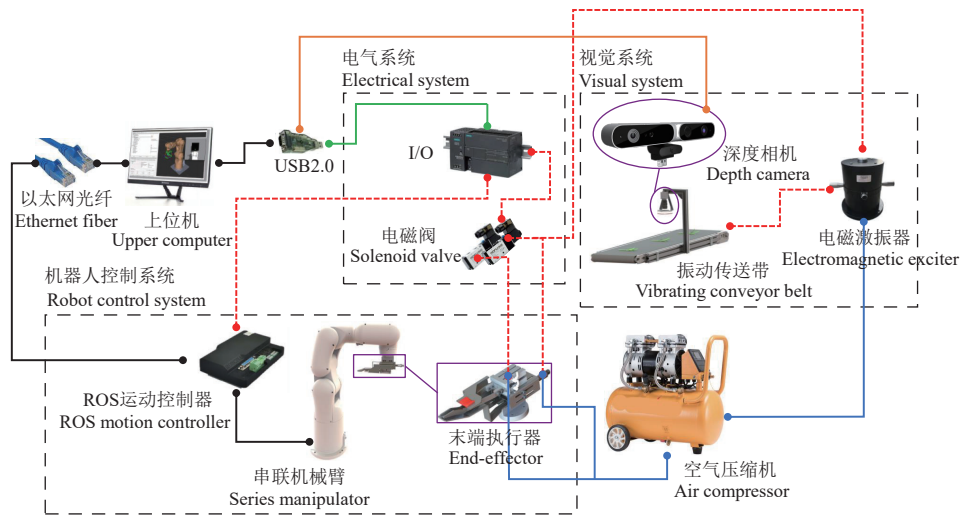 电气系统
Electrical system
视觉系统
Visual system
I/O
USB2.0
深度相机
Depth camera
以太网光纤
Ethernet fiber
上位机
Upper computer
电磁阀
Solenoid valve
振动传送带
Vibrating conveyor belt
电磁激振器
Electromagnetic exciter
机器人控制系统
Robot control system
ROS运动控制器
ROS motion controller
末端执行器
End-effector
串联机械臂
Series manipulator
空气压缩机
Air compressor